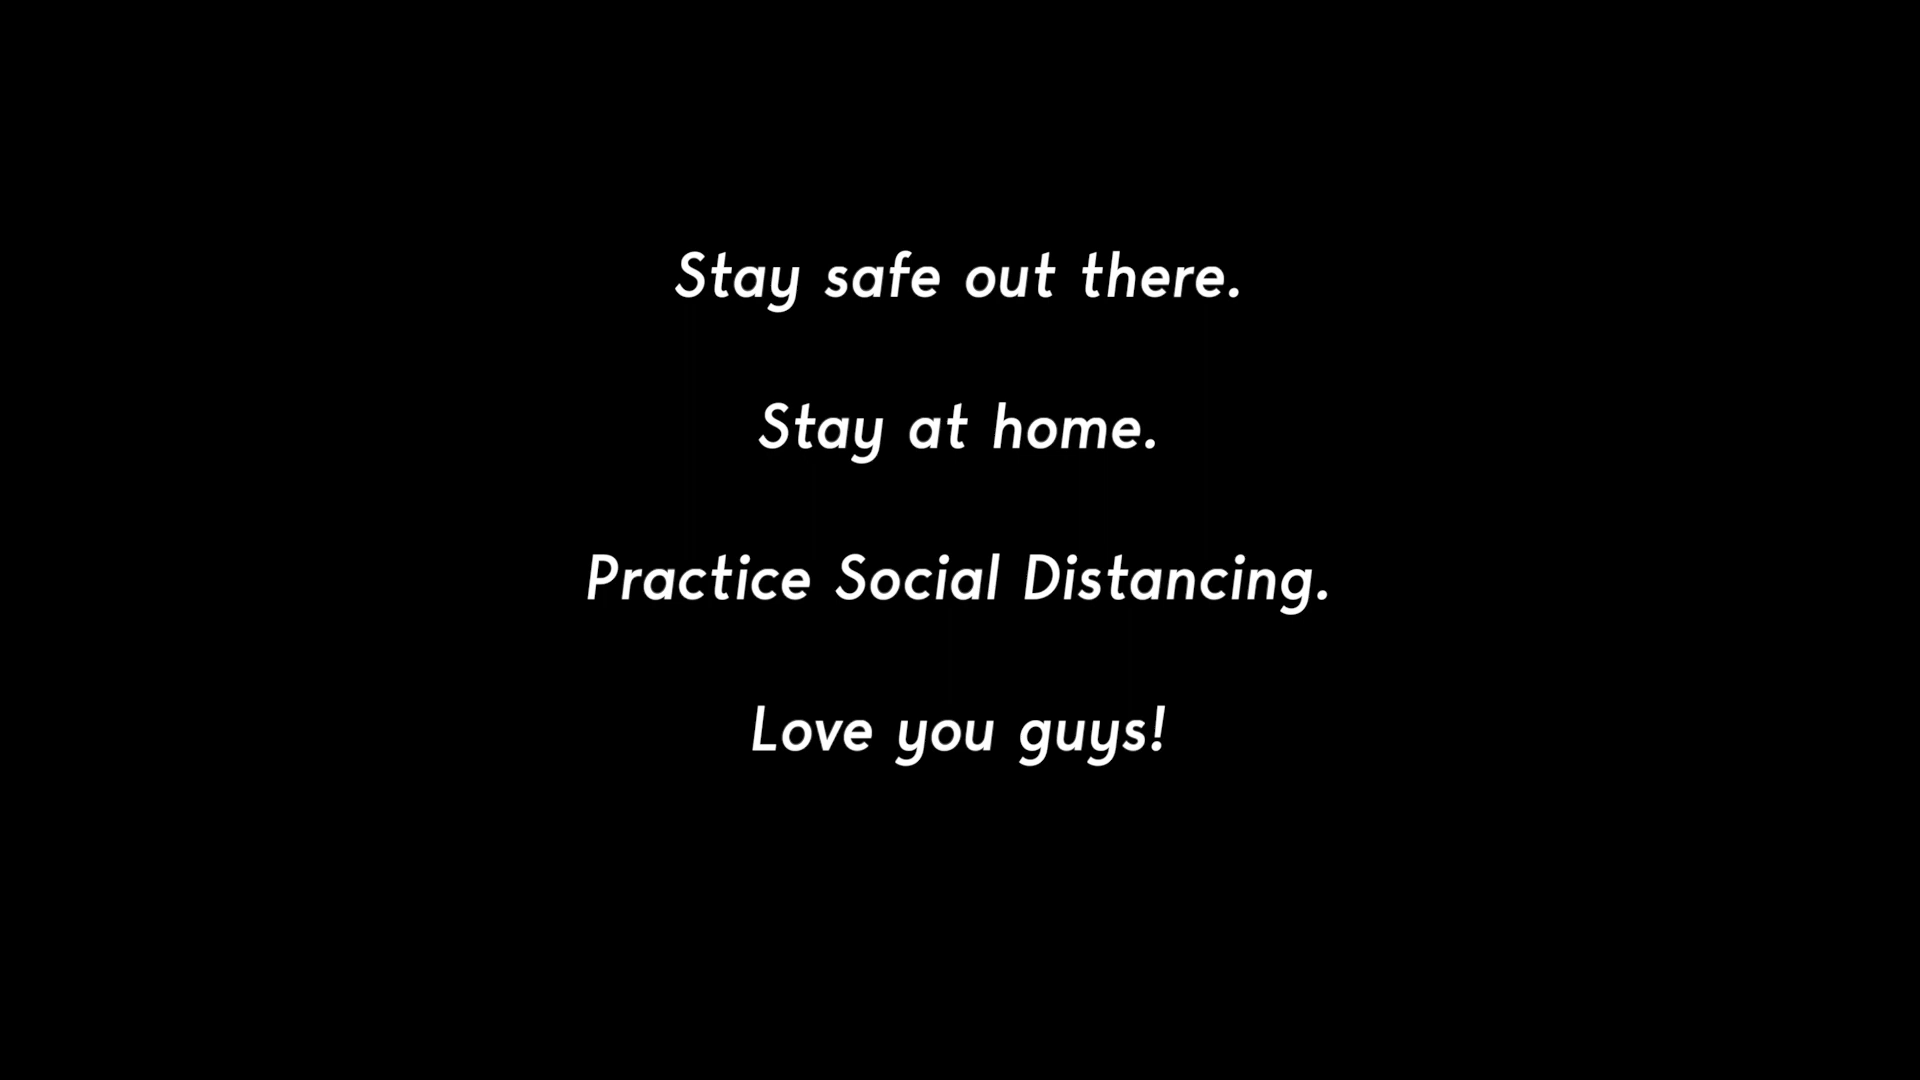 Stay safe out there.
Stay at home.
Practice Social Distancing.
Love you guys!